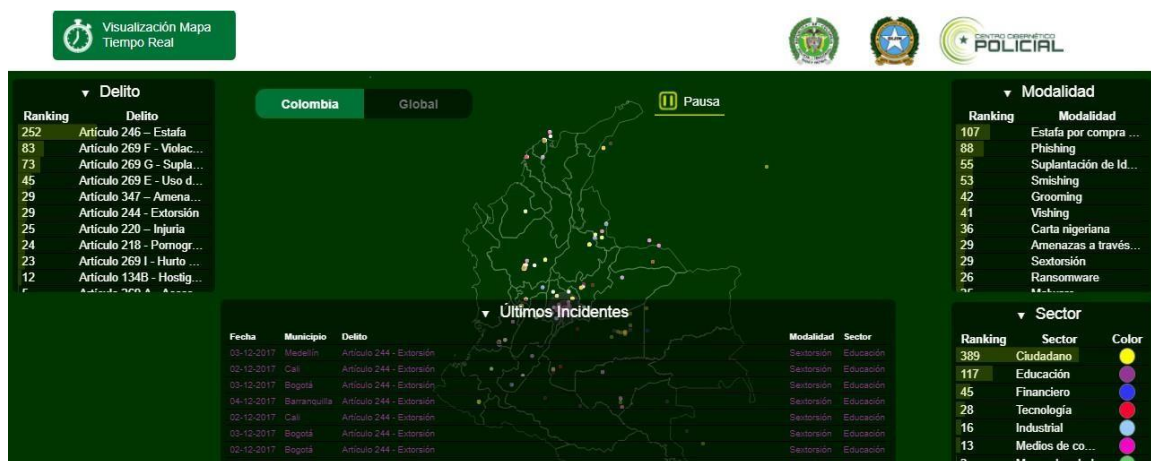 Visualización Mapa
Tiempo Real
CENTRO CIBERNÉTICO
POLICIAL
Delito
Ranking Delito
252 Artículo 246 – Estafa
83 Artículo 269 F - Violac...
73 Artículo 269 G - Supla...
45 Artículo 269 E - Uso d...
29 Artículo 347 – Amena...
29 Artículo 244 - Extorsión
25 Artículo 220 – Injuria
24 Artículo 218 - Pornogr...
23 Artículo 269 I - Hurto ...
12 Artículo 134B - Hostig...
Colombia Global
Pausa
Últimos Incidentes
Fecha Municipio Delito Modalidad Sector
03-12-2017 Medellín Artículo 244 - Extorsión Sextorsión Educación
02-12-2017 Cali Artículo 244 - Extorsión Sextorsión Educación
03-12-2017 Bogotá Artículo 244 - Extorsión Sextorsión Educación
04-12-2017 Barranquilla Artículo 244 - Extorsión Sextorsión Educación
02-12-2017 Cali Artículo 244 - Extorsión Sextorsión Educación
03-12-2017 Bogotá Artículo 244 - Extorsión Sextorsión Educación
02-12-2017 Bogotá Artículo 244 - Extorsión Sextorsión Educación
Modalidad
Ranking Modalidad
107 Estafa por compra ...
88 Phishing
55 Suplantación de Id...
53 Smishing
42 Grooming
41 Vishing
36 Carta nigeriana
29 Amenazas a través...
29 Sextorsión
26 Ransomware
Sector
Ranking Sector Color
389 Ciudadano
117 Educación
45 Financiero
28 Tecnología
16 Industrial
13 Medios de co...